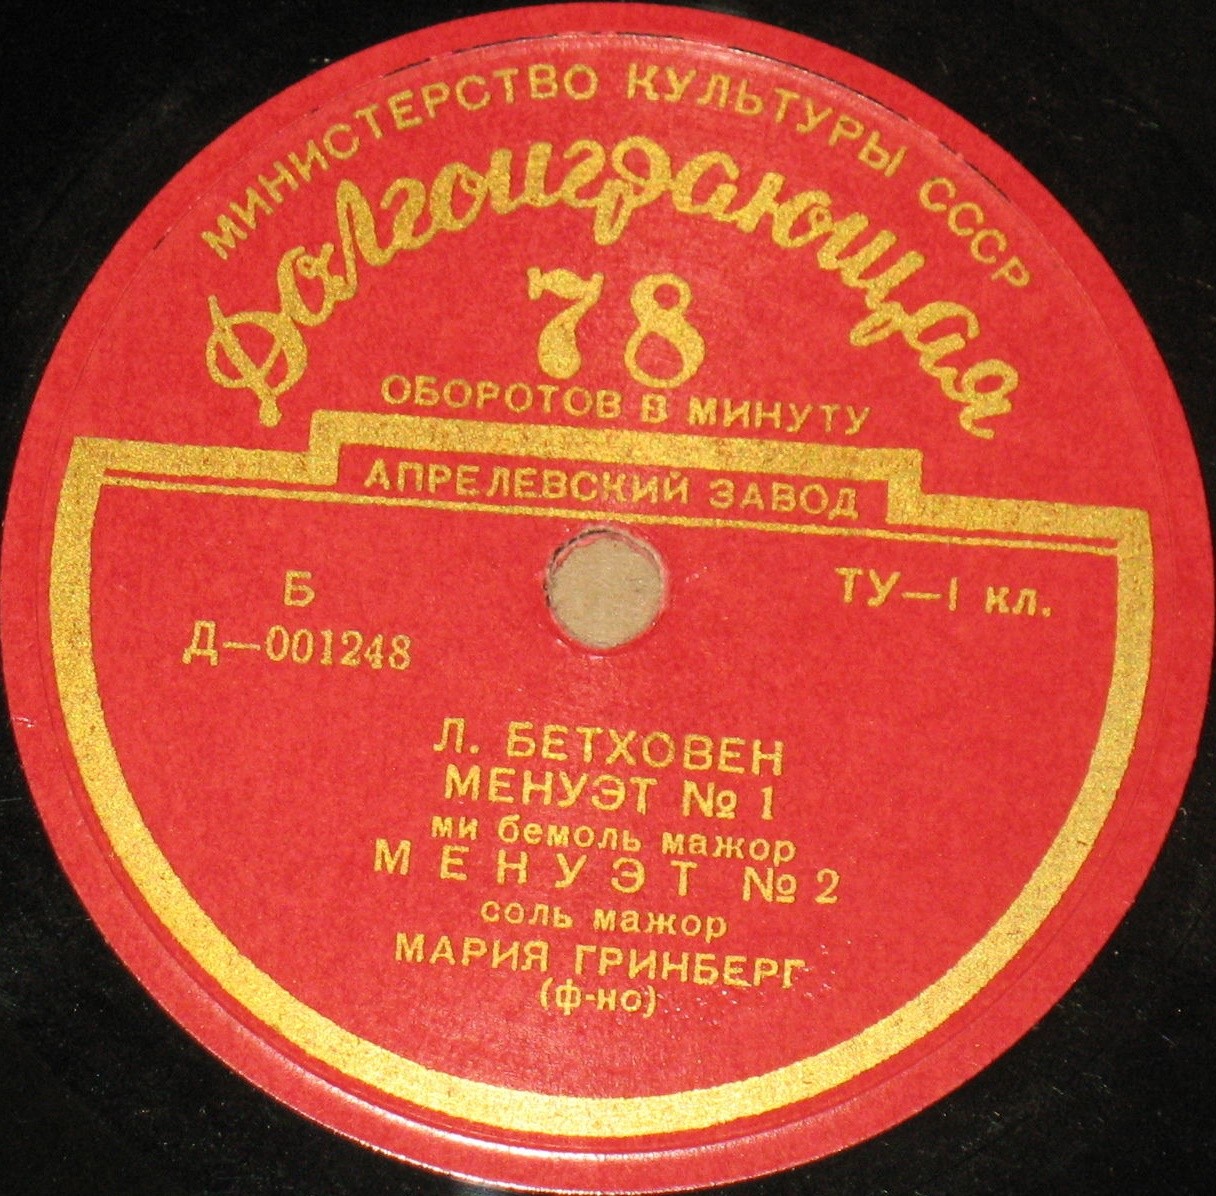 МИНИСТЕРСТВО КУЛЬТУРЫ СССР
Долгоиграющая
78
ОБОРОТОВ В МИНУТУ
АПРЕЛЕВСКИЙ ЗАВОД
Б
ТУ—1 кл.
Д—001248
Л. БЕТХОВЕН
МЕНУЭТ № 1
ми бемоль мажор
МЕНУЭТ № 2
соль мажор
МАРИЯ ГРИНБЕРГ
(ф-но)